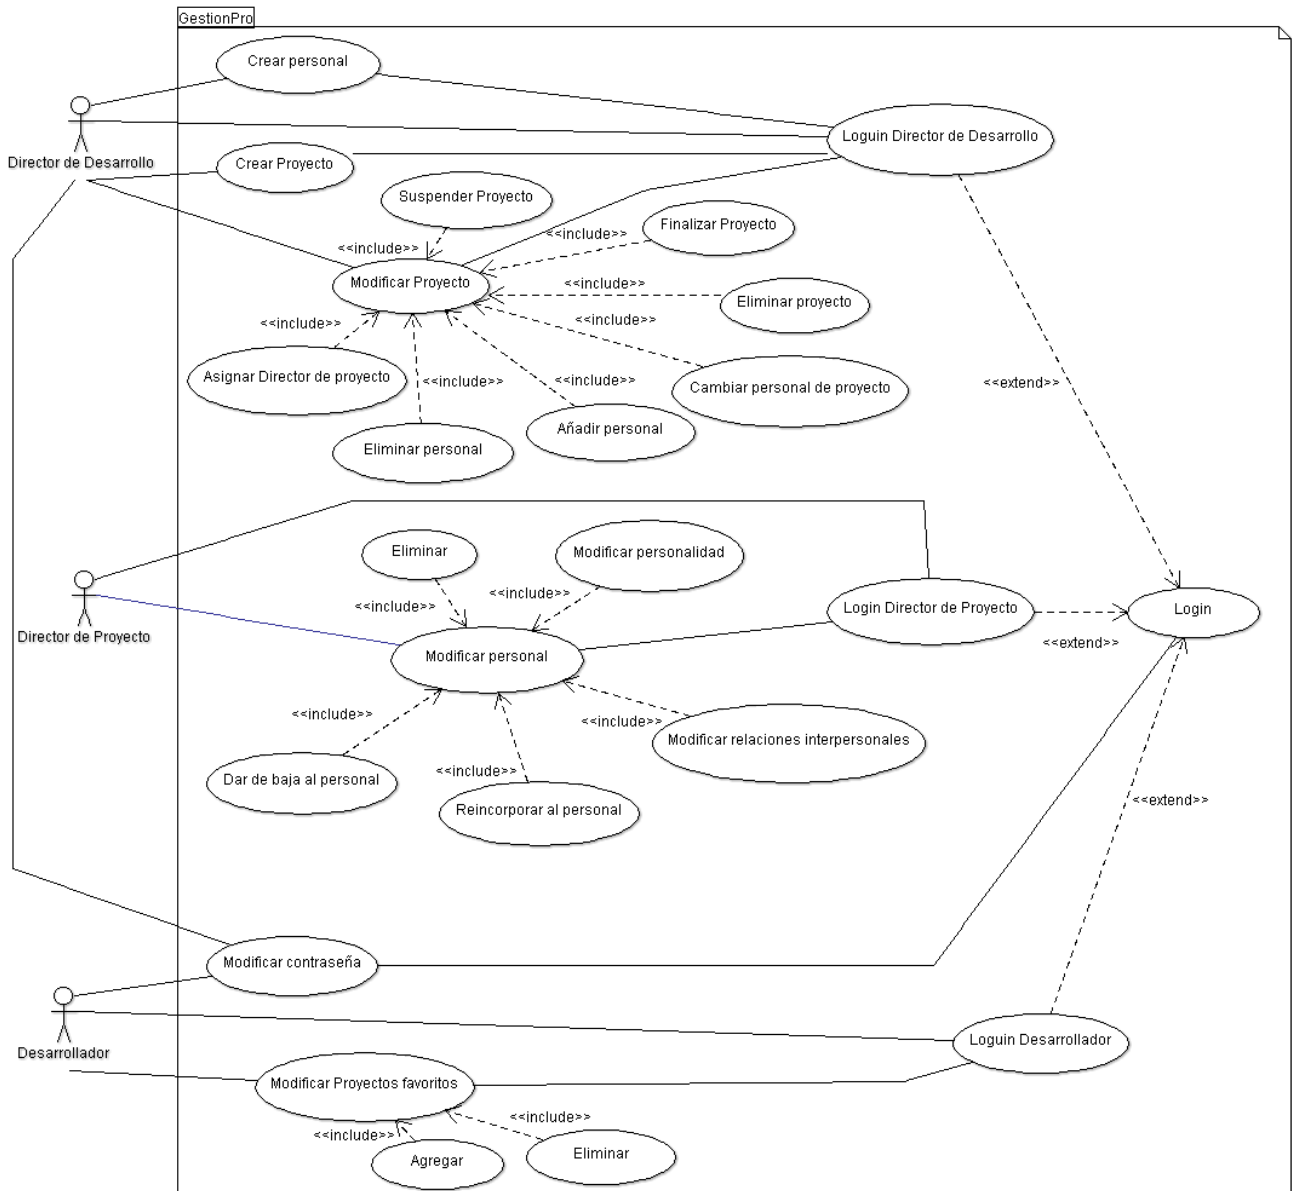 GestionPro
Crear personal
Loguin Director de Desarrollo
Director de Desarrollo
Crear Proyecto
Suspender Proyecto
Finalizar Proyecto
<<include>>
<<include>>
Modificar Proyecto
<<include>>
Eliminar proyecto
<<include>>
<<include>>
Asignar Director de proyecto
<<include>>
<<include>>
Cambiar personal de proyecto
<<extend>>
Añadir personal
Eliminar personal
Eliminar
Modificar personalidad
<<include>>
<<include>>
Login Director de Proyecto
Login
Director de Proyecto
<<extend>>
Modificar personal
<<include>>
<<include>>
Modificar relaciones interpersonales
Dar de baja al personal
<<include>>
Reincorporar al personal
<<extend>>
Modificar contraseña
Desarrollador
Loguin Desarrollador
Modificar Proyectos favoritos
<<include>>
<<include>>
Agregar
Eliminar